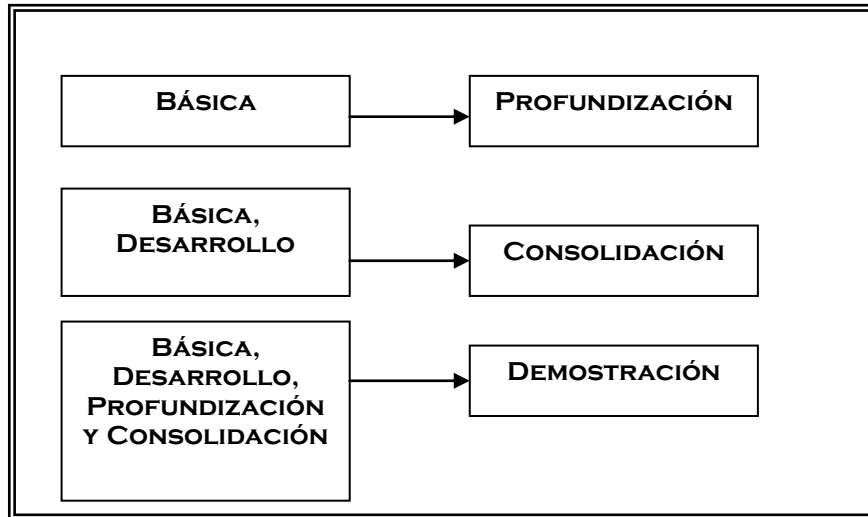 BÁSICA
PROFUNDIZACIÓN
BÁSICA,
DESARROLLO
CONSOLIDACIÓN
BÁSICA,
DESARROLLO,
PROFUNDIZACIÓN
Y CONSOLIDACIÓN
DEMOSTRACIÓN